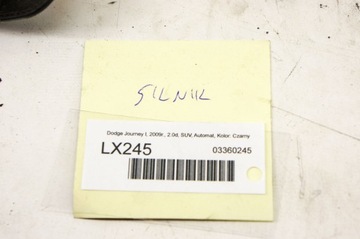 SILNIK
Dodge Journey I, 2009r., 2.0d, SUV, Automat, Kolor: Czarny
LX245
03360245